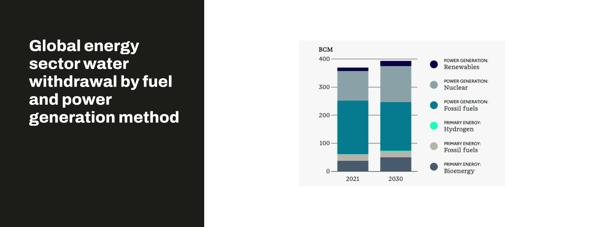 Global energy
sector water
withdrawal by fuel
and power
generation method
BCM
400
300
200
100
0
2021
2030
POWER GENERATION:
Renewables
POWER GENERATION:
Nuclear
POWER GENERATION:
Fossil fuels
PRIMARY ENERGY:
Hydrogen
PRIMARY ENERGY:
Fossil fuels
PRIMARY ENERGY:
Bioenergy